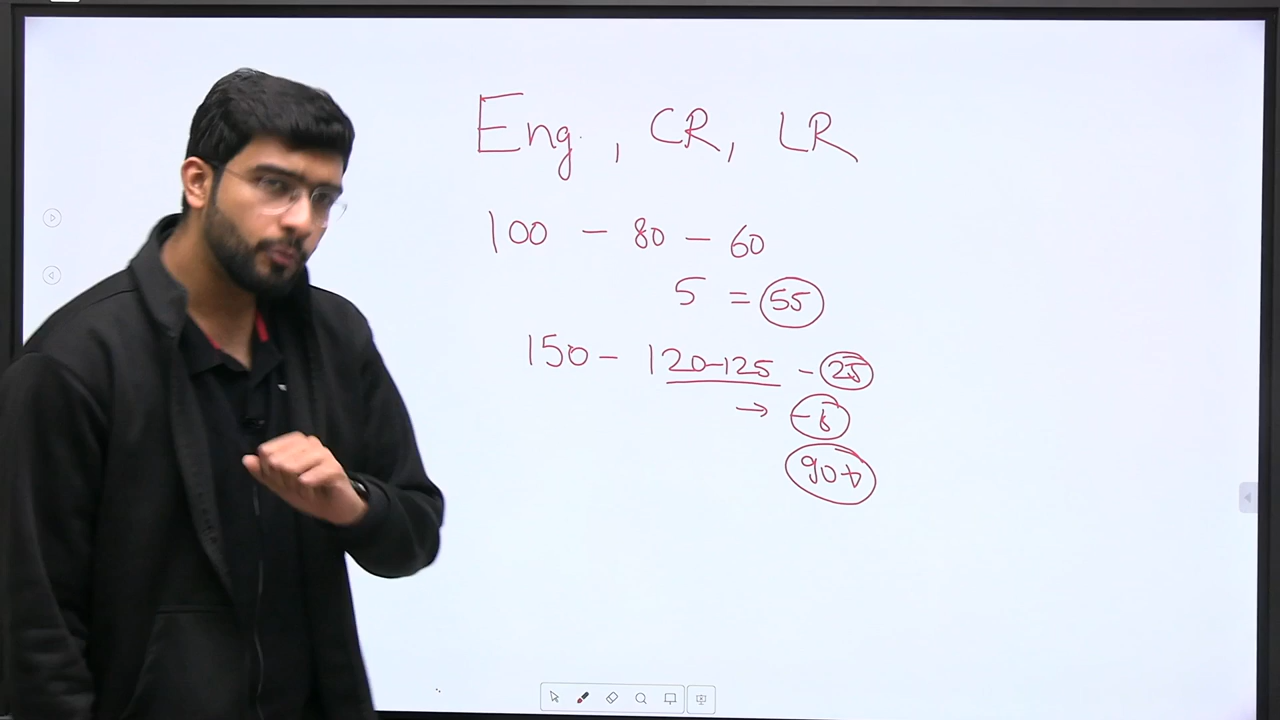 Eng., CR, LR
100 - 80 - 60
5 = 55
150 - 120-125 - 25
→ - 6
90+